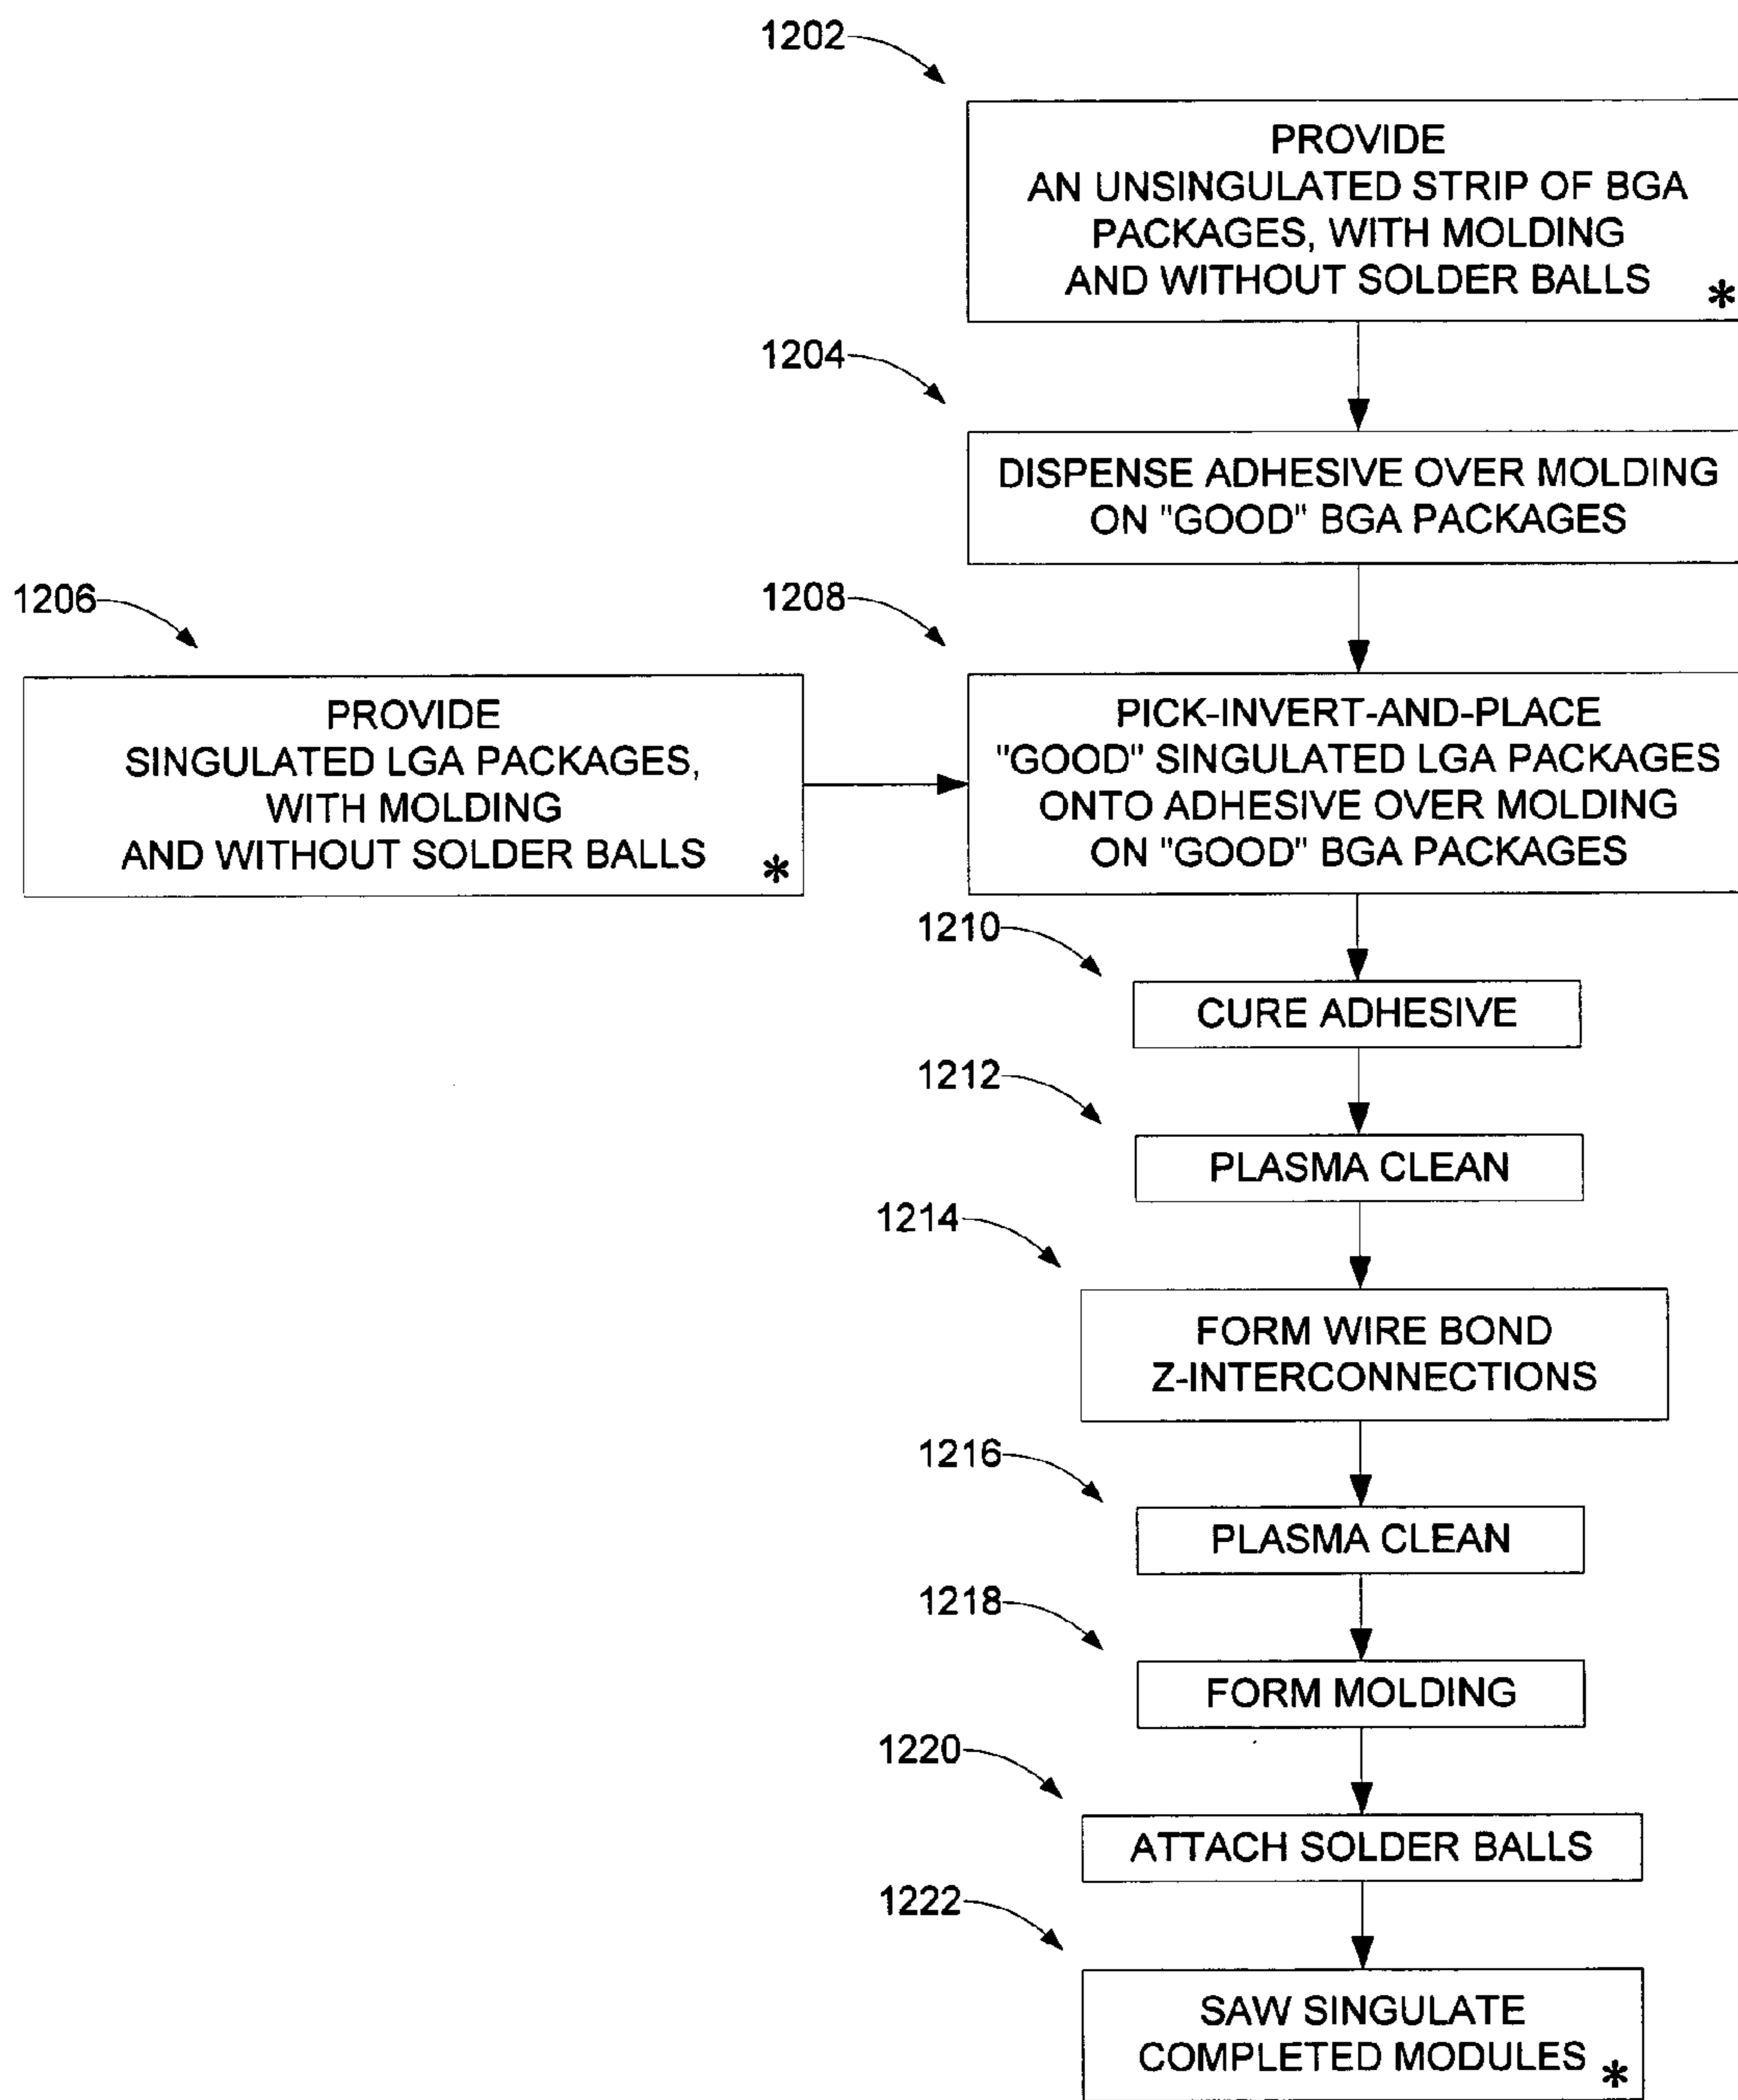 1202
PROVIDE
AN UNSINGULATED STRIP OF BGA
PACKAGES, WITH MOLDING
AND WITHOUT SOLDER BALLS *
1204
DISPENSE ADHESIVE OVER MOLDING
ON "GOOD" BGA PACKAGES
1206
PROVIDE
SINGULATED LGA PACKAGES,
WITH MOLDING
AND WITHOUT SOLDER BALLS *
1208
PICK-INVERT-AND-PLACE
"GOOD" SINGULATED LGA PACKAGES
ONTO ADHESIVE OVER MOLDING
ON "GOOD" BGA PACKAGES
1210
CURE ADHESIVE
1212
PLASMA CLEAN
1214
FORM WIRE BOND
Z-INTERCONNECTIONS
1216
PLASMA CLEAN
1218
FORM MOLDING
1220
ATTACH SOLDER BALLS
1222
SAW SINGULATE
COMPLETED MODULES *